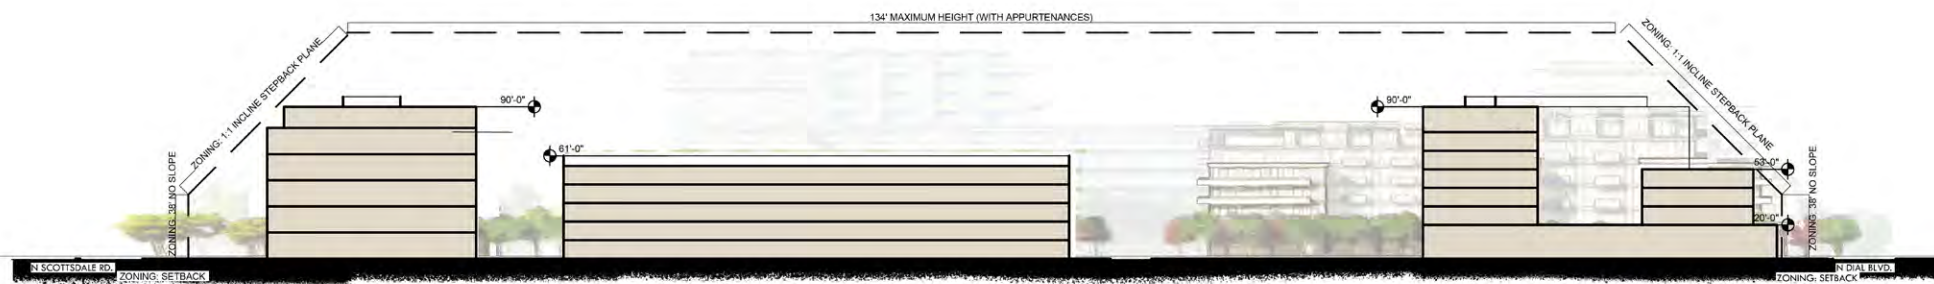 134' MAXIMUM HEIGHT (WITH APPURTENANCES)
ZONING: 1:1 INCLINE STEPBACK PLANE
ZONING: 1:1 INCLINE STEPBACK PLANE
90'-0"
90'-0"
61'-0"
53'-0"
20'-0"
ZONING: 38' NO SLOPE
ZONING: 38' NO SLOPE
N SCOTTSDALE RD.
ZONING: SETBACK
N DIAL BLVD.
ZONING: SETBACK